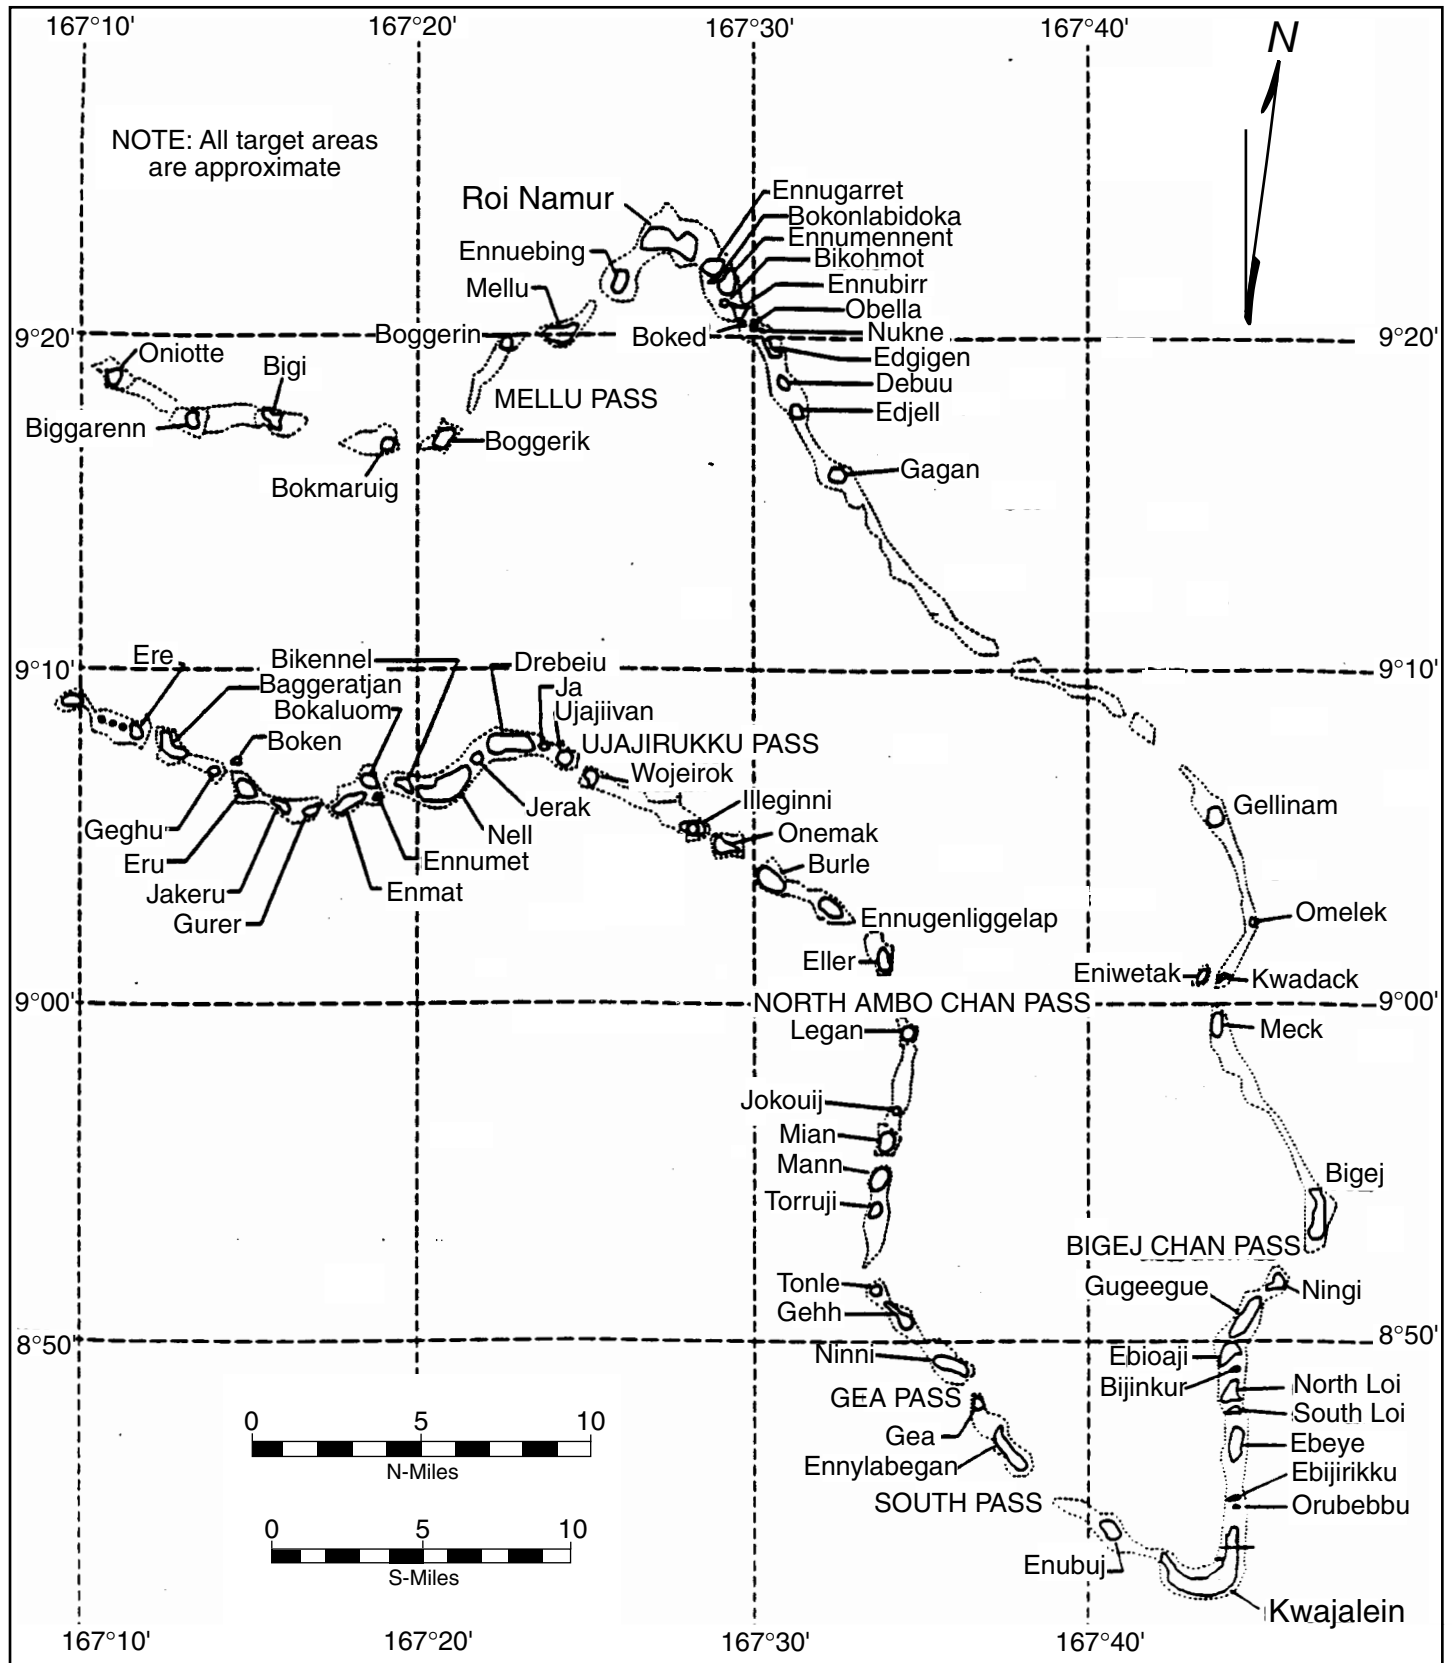 167°10'
167°20'
167°30'
167°40'
N
NOTE: All target areas
are approximate
Roi Namur
Ennugarret
Bokonlabidoka
Ennumennent
Ennuebing
Bikohmot
Mellu
Ennubirr
Obella
9°20'
Boggerin
Boked
Nukne
9°20'
Oniotte
Edgigen
Bigi
Debuu
MELLU PASS
Edjell
Biggarenn
Boggerik
Gagan
Bokmaruig
Ere
Bikennel
Drebeiu
9°10'
9°10'
Baggeratjan
Ja
Bokaluom
Ujajiivan
Boken
UJAJIRUKKU PASS
Wojeirok
Illeginni
Gellinam
Jerak
Geghu
Nell
Onemak
Eru
Ennumet
Burle
Jakeru
Enmat
Gurer
Ennugenliggelap
Omelek
Eller
Eniwetak
Kwadack
9°00'
NORTH AMBO CHAN PASS
9°00'
Legan
Meck
Jokouij
Mian
Mann
Bigej
Torruji
BIGEJ CHAN PASS
Tonle
Gugeegue
Ningi
Gehh
8°50'
8°50'
Ninni
Ebioaji
Bijinkur
North Loi
GEA PASS
South Loi
Gea
Ebeye
Ennylabegan
Ebijirikku
SOUTH PASS
Orubebbu
Enubuj
Kwajalein
0 5 10
N-Miles
0 5 10
S-Miles
167°10'
167°20'
167°30'
167°40'